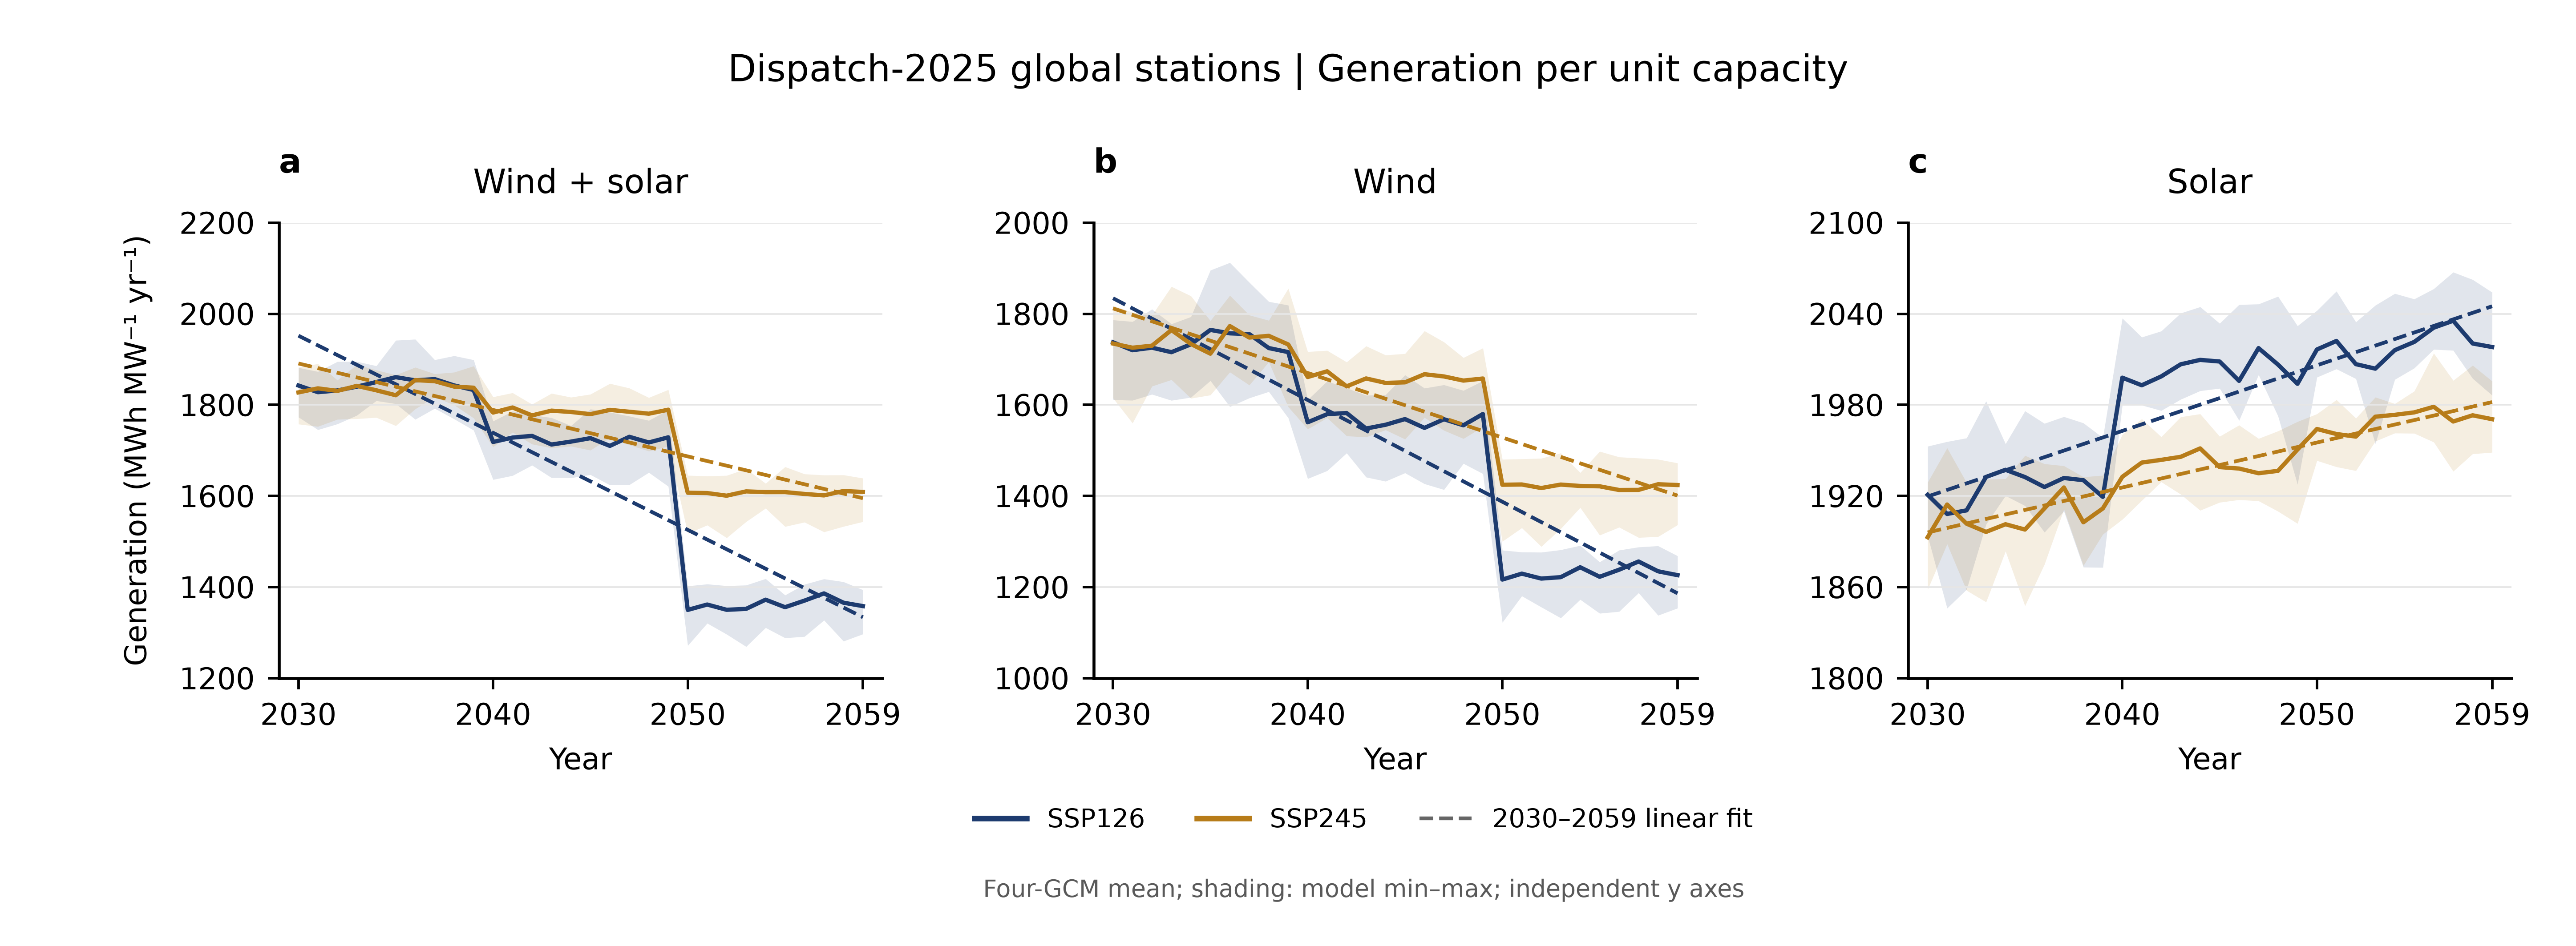 Dispatch-2025 global stations | Generation per unit capacity
a
Wind + solar
Generation (MWh MW⁻¹ yr⁻¹)
2200
2000
1800
1600
1400
1200
2030 2040 2050 2059
Year
b
Wind
2000
1800
1600
1400
1200
1000
2030 2040 2050 2059
Year
c
Solar
2100
2040
1980
1920
1860
1800
2030 2040 2050 2059
Year
SSP126 SSP245 2030–2059 linear fit
Four-GCM mean; shading: model min–max; independent y axes